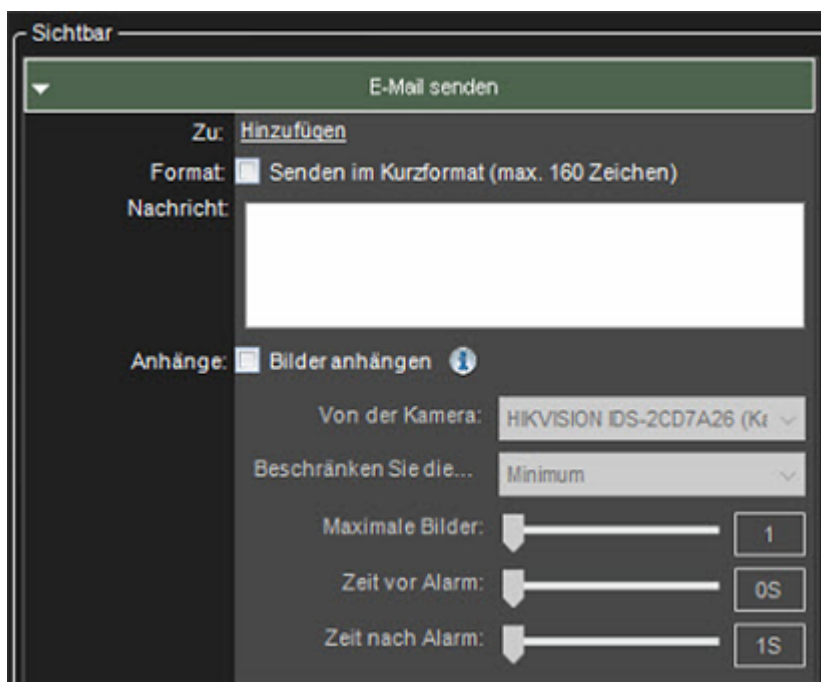 Sichtbar
E-Mail senden
Zu: Hinzufügen
Format: Senden im Kurzformat (max. 160 Zeichen)
Nachricht:
Anhänge: Bilder anhängen
Von der Kamera: HIKVISION IDS-2CD7A26 (Ka
Beschränken Sie die... Minimum
Maximale Bilder: 1
Zeit vor Alarm: 0S
Zeit nach Alarm: 1S